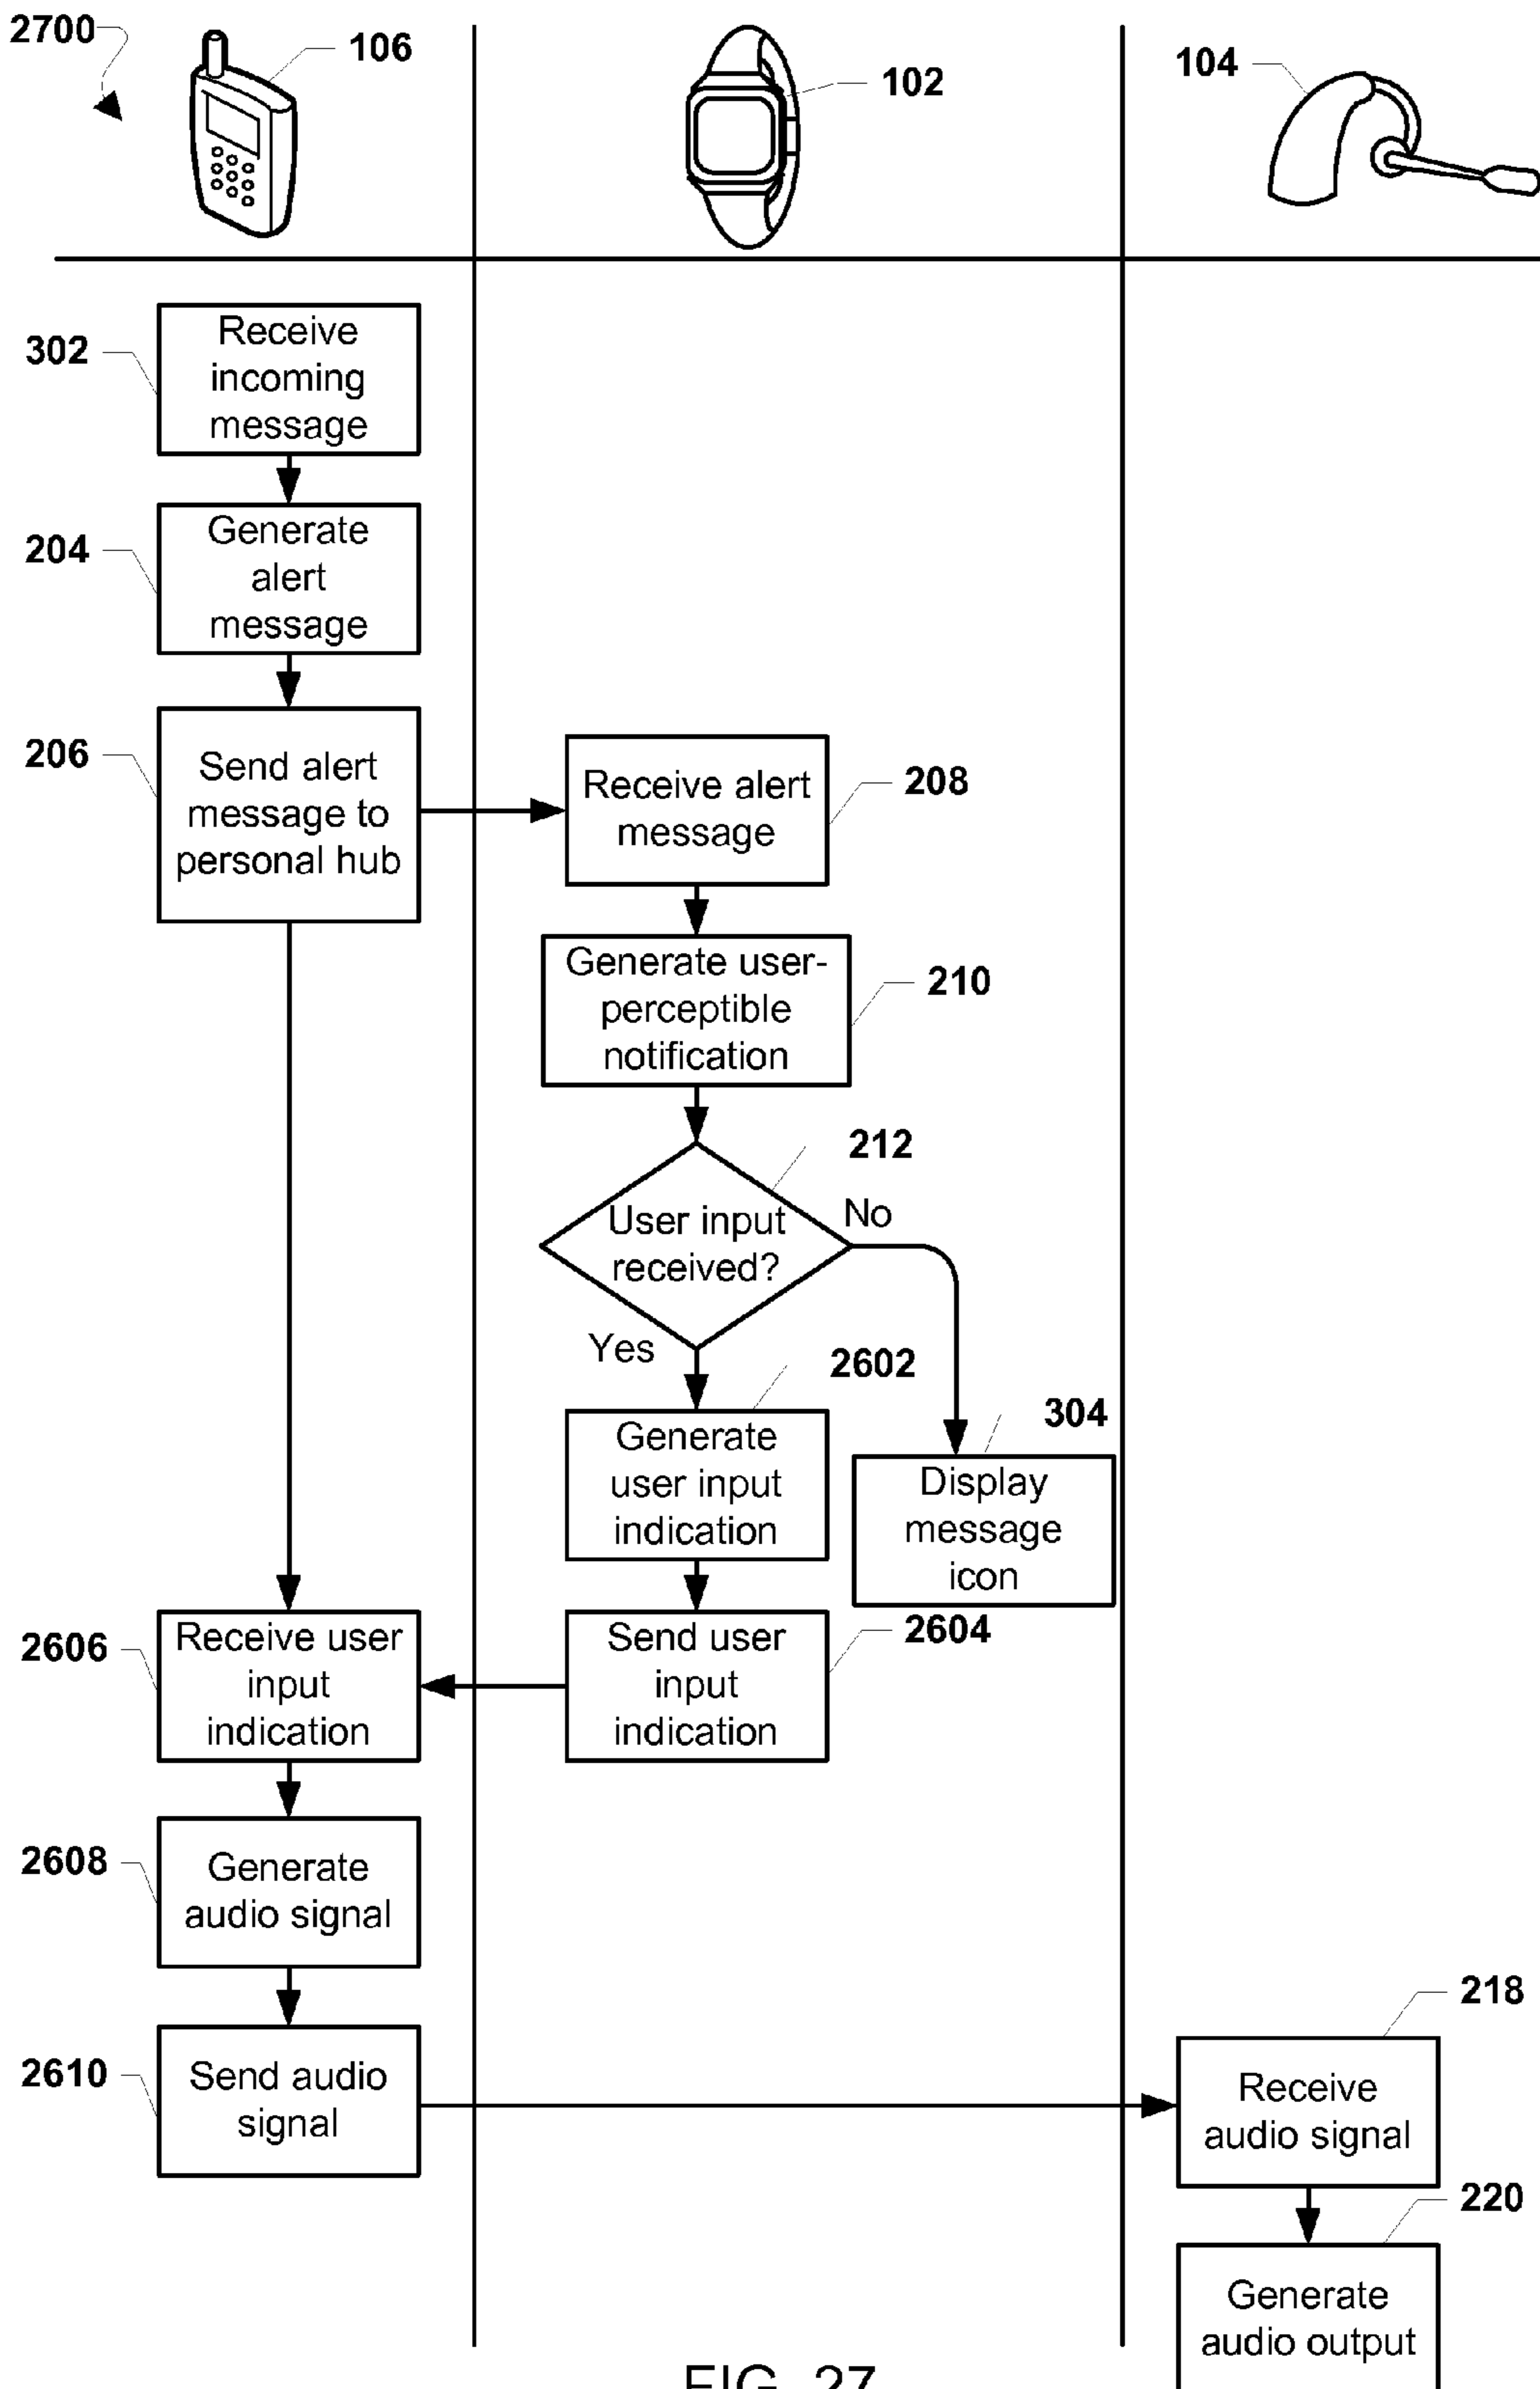 2700
106
102
104
302
Receive
incoming
message
204
Generate
alert
message
206
Send alert
message to
personal hub
Receive alert
message
208
Generate user-
perceptible
notification
210
212
User input
received?
No
Yes
2602
Generate
user input
indication
304
Display
message
icon
2606
Receive user
input
indication
Send user
input
indication
2604
2608
Generate
audio signal
2610
Send audio
signal
218
Receive
audio signal
220
Generate
audio output
FIG. 27